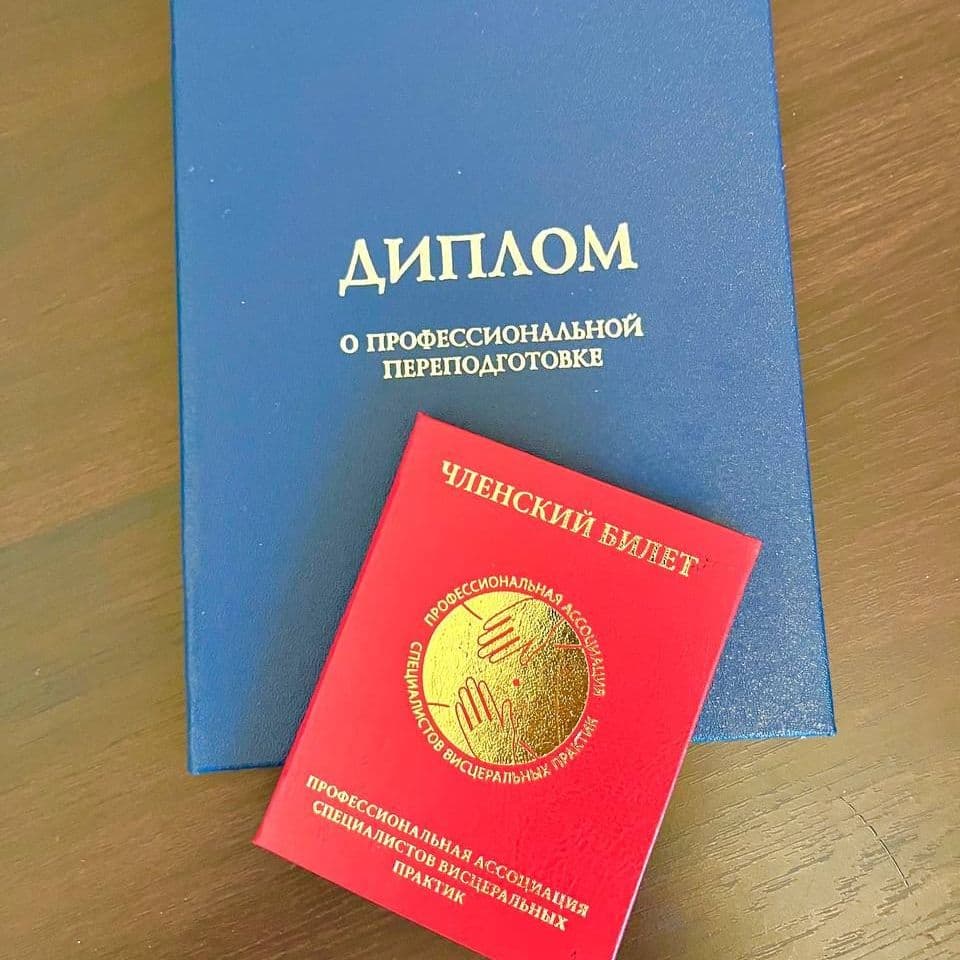 ДИПЛОМ
О ПРОФЕССИОНАЛЬНОЙ
ПЕРЕПОДГОТОВКЕ
ЧЛЕНСКИЙ БИЛЕТ
ПРОФЕССИОНАЛЬНАЯ АССОЦИАЦИЯ
СПЕЦИАЛИСТОВ ВИСЦЕРАЛЬНЫХ ПРАКТИК
ПРОФЕССИОНАЛЬНАЯ АССОЦИАЦИЯ
СПЕЦИАЛИСТОВ ВИСЦЕРАЛЬНЫХ
ПРАКТИК